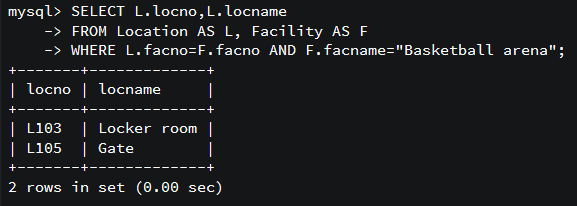 mysql> SELECT L.locno,L.locname
    -> FROM Location AS L, Facility AS F
    -> WHERE L.facno=F.facno AND F.facname="Basketball arena";
+-------+-------------+
| locno | locname     |
+-------+-------------+
| L103  | Locker room |
| L105  | Gate        |
+-------+-------------+
2 rows in set (0.00 sec)